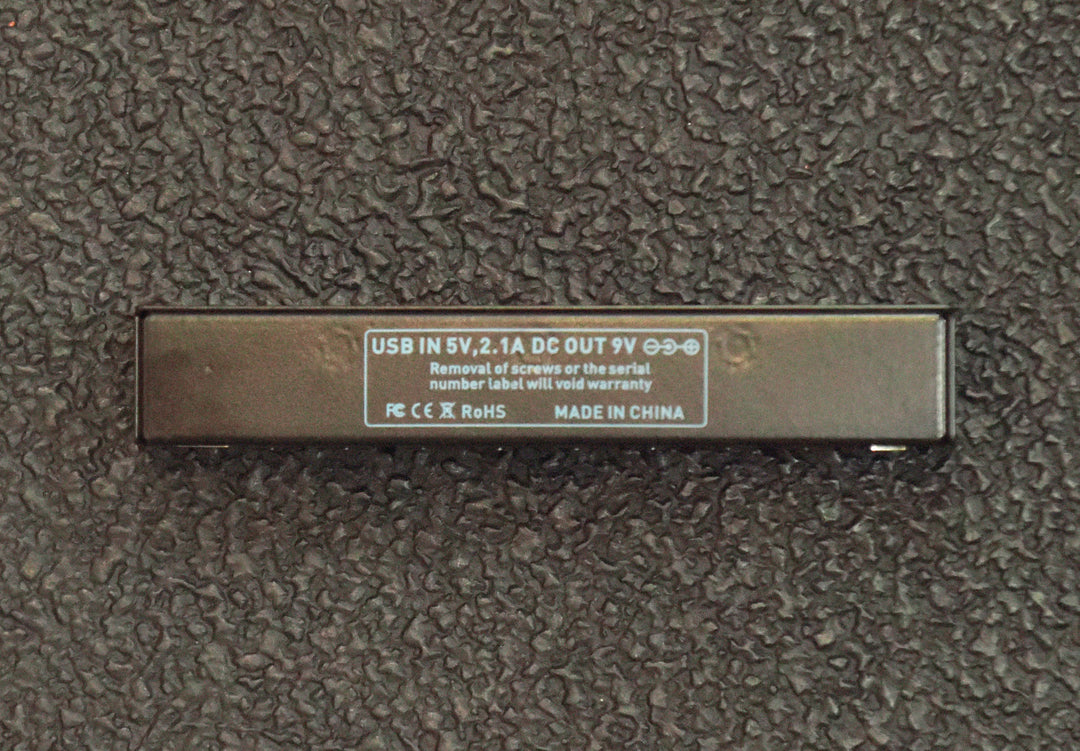 USB IN 5V,2.1A DC OUT 9V
Removal of screws or the serial
number label will void warranty
FC CE RoHS MADE IN CHINA